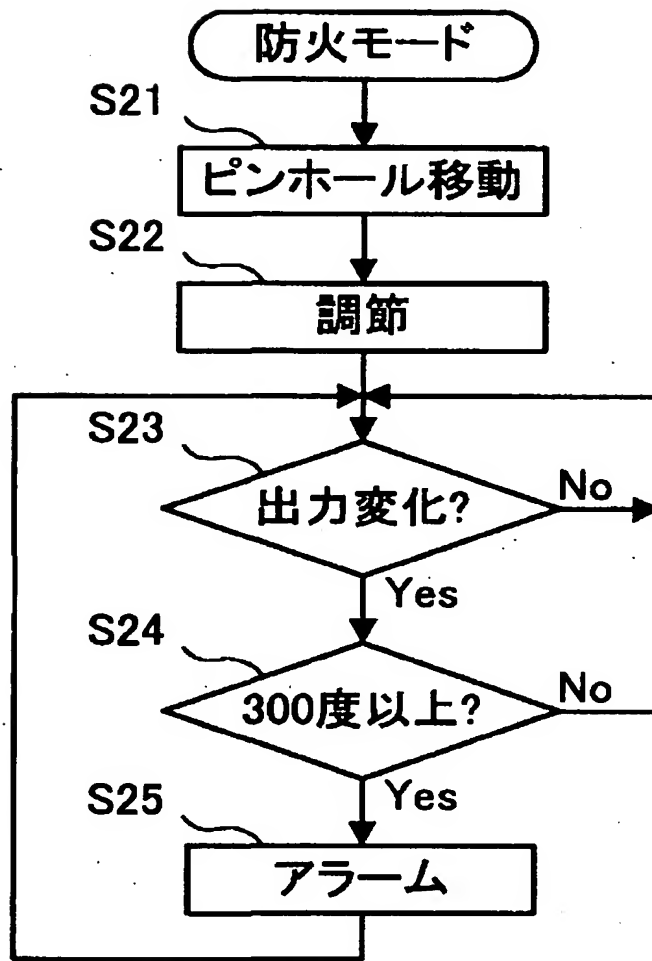 防火モード
S21
ピンホール移動
S22
調節
S23
出力変化?
No
Yes
S24
300度以上?
No
Yes
S25
アラーム